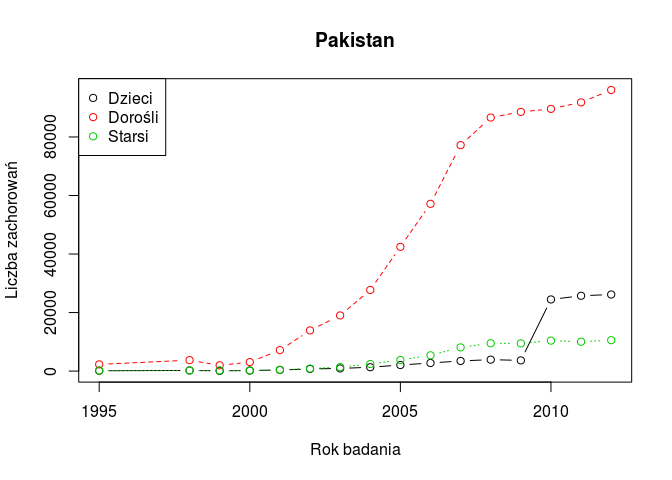 Pakistan
Dzieci
Dorośli
Starsi
Liczba zachorowań
80000
60000
40000
20000
0
1995 2000 2005 2010
Rok badania